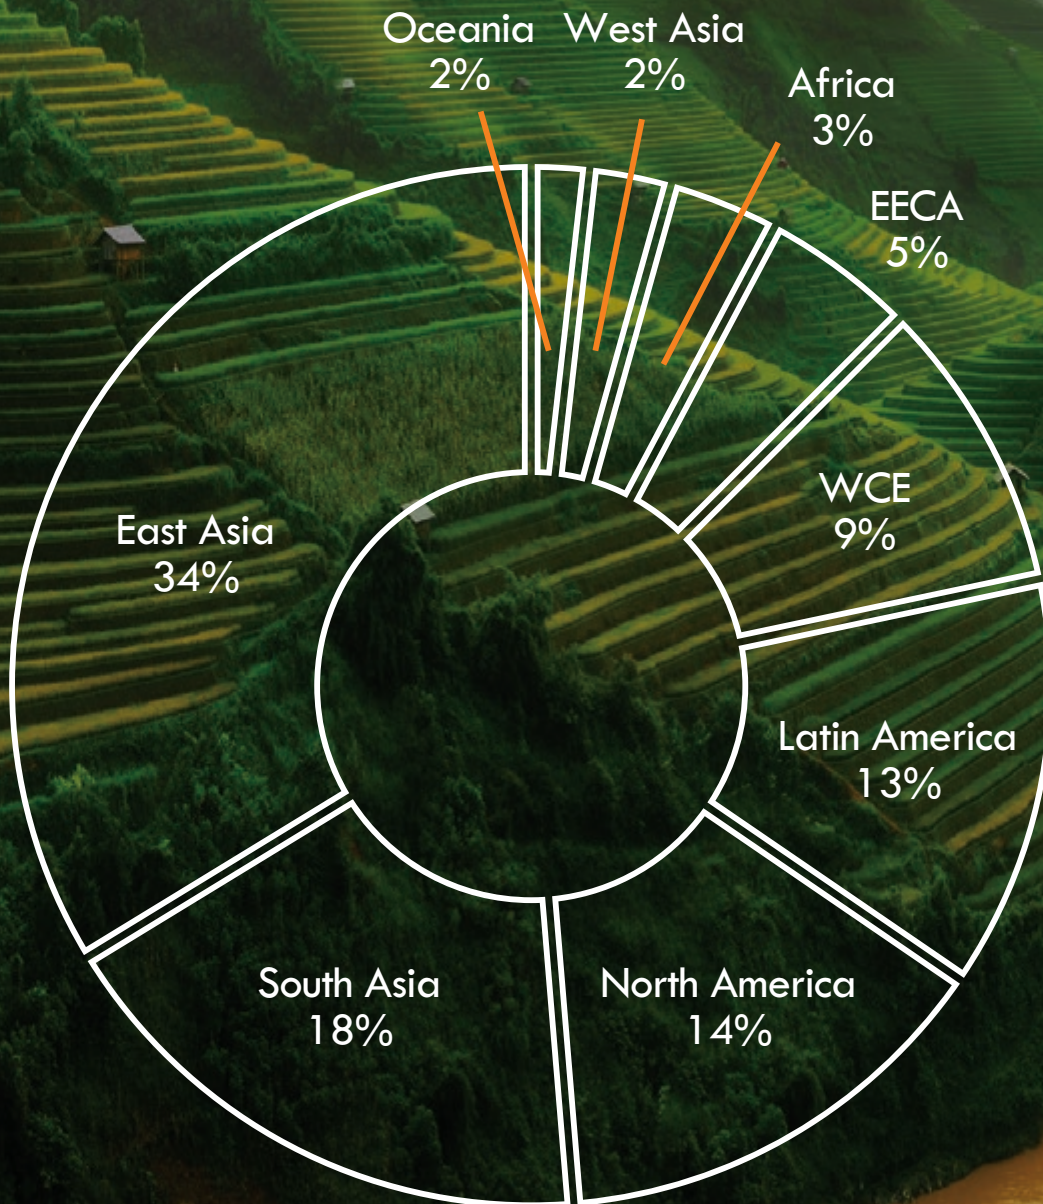 Oceania
2%
West Asia
2%
Africa
3%
EECA
5%
WCE
9%
Latin America
13%
North America
14%
South Asia
18%
East Asia
34%